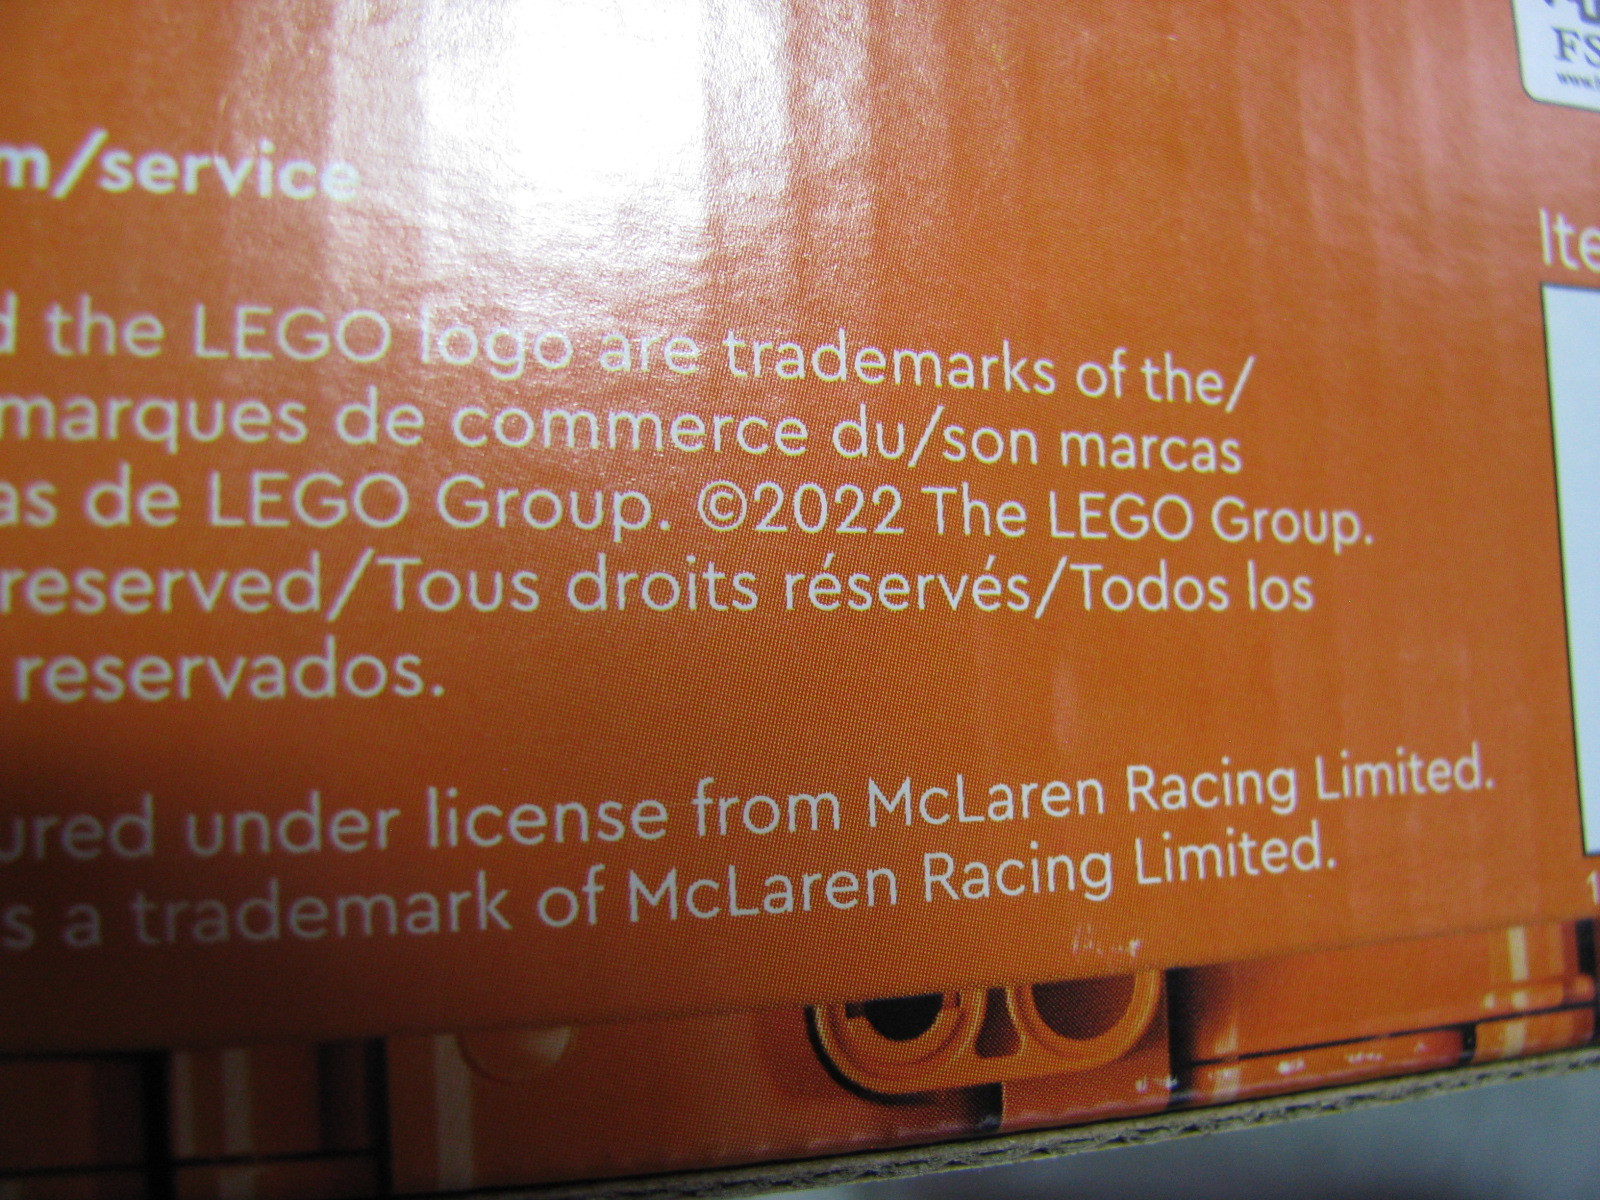 FS
m/service
Ite
d the LEGO logo are trademarks of the/
marques de commerce du/son marcas
as de LEGO Group. ©2022 The LEGO Group.
reserved/Tous droits réservés/Todos los
reservados.
ured under license from McLaren Racing Limited.
s a trademark of McLaren Racing Limited.